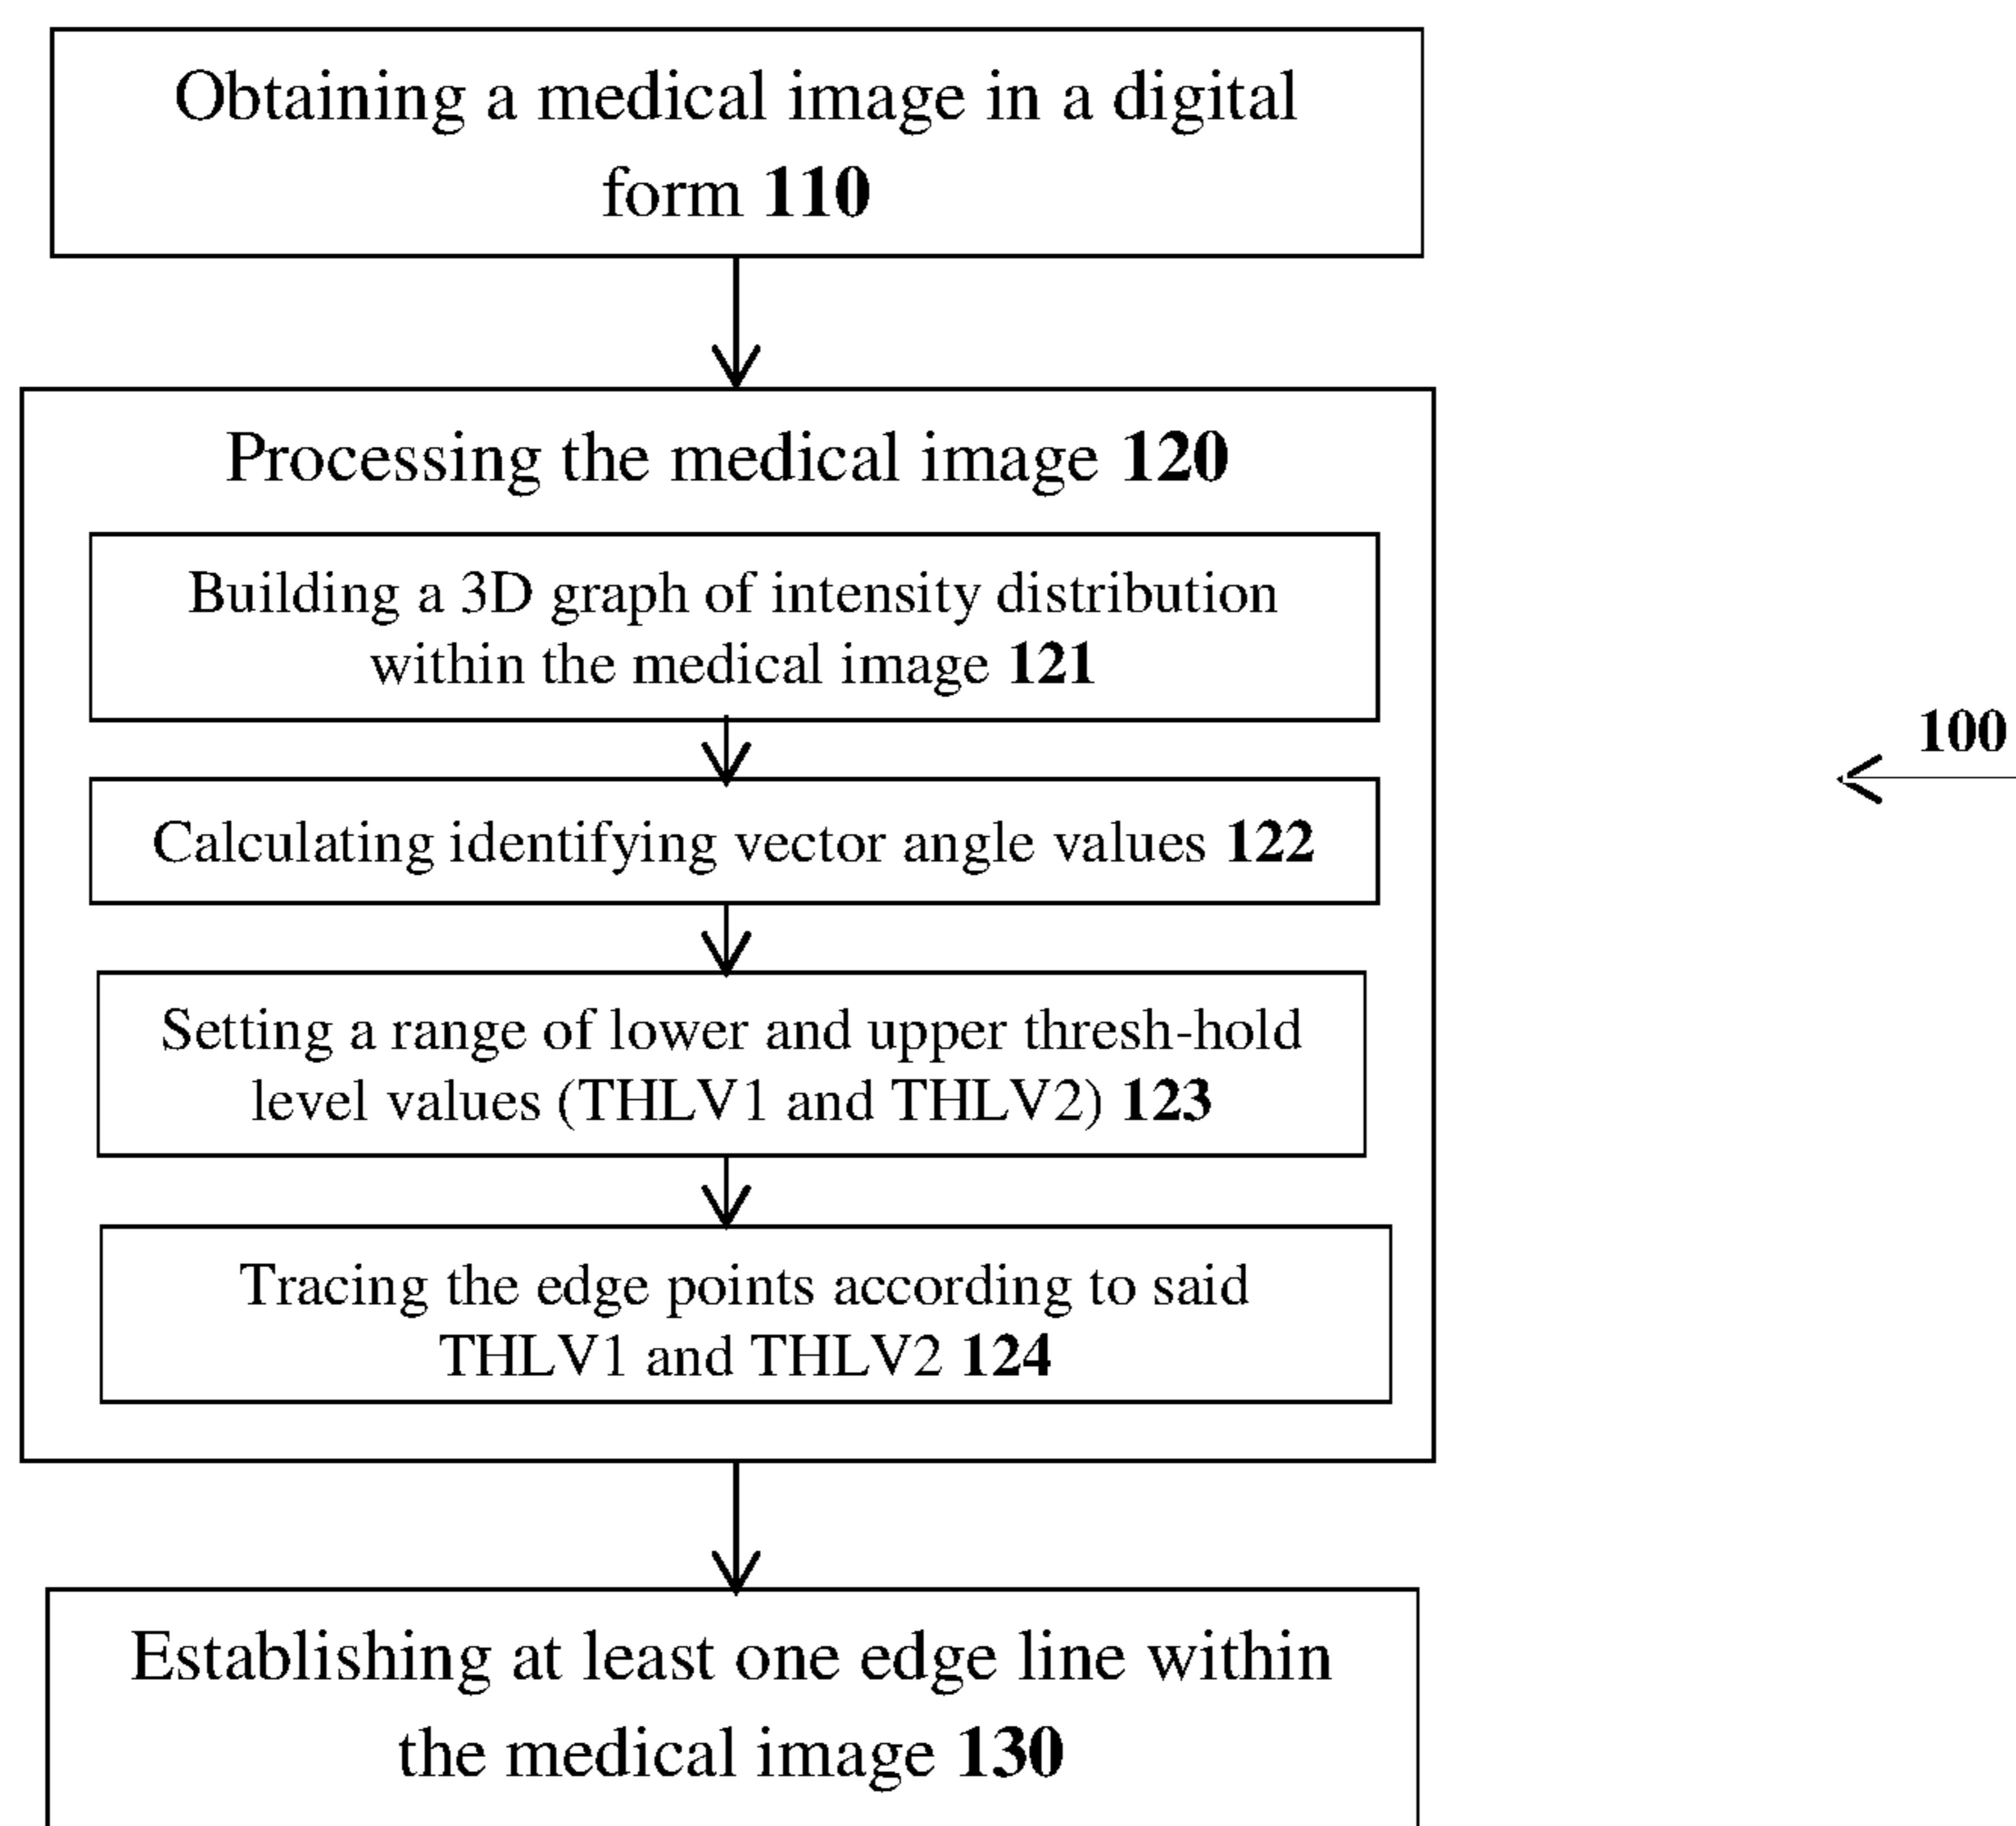 Obtaining a medical image in a digital
form 110
Processing the medical image 120
Building a 3D graph of intensity distribution
within the medical image 121
100
Calculating identifying vector angle values 122
Setting a range of lower and upper thresh-hold
level values (THLV1 and THLV2) 123
Tracing the edge points according to said
THLV1 and THLV2 124
Establishing at least one edge line within
the medical image 130